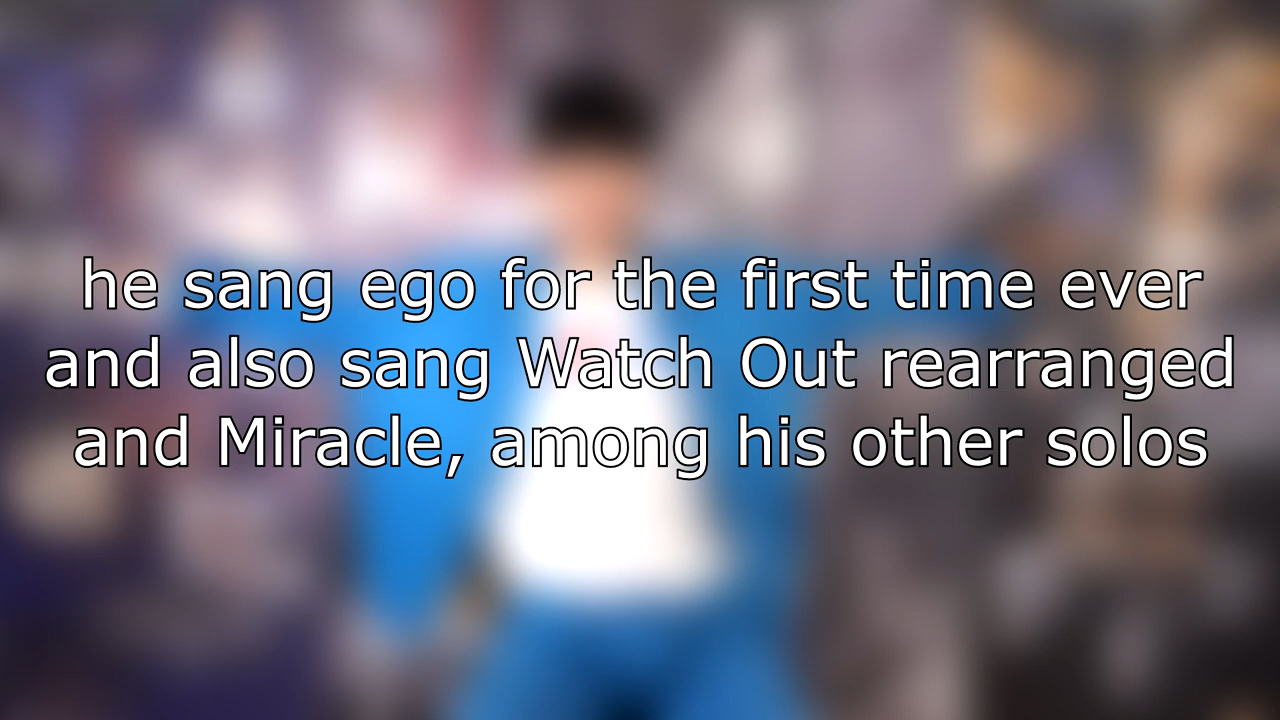 he sang ego for the first time ever
and also sang Watch Out rearranged
and Miracle, among his other solos